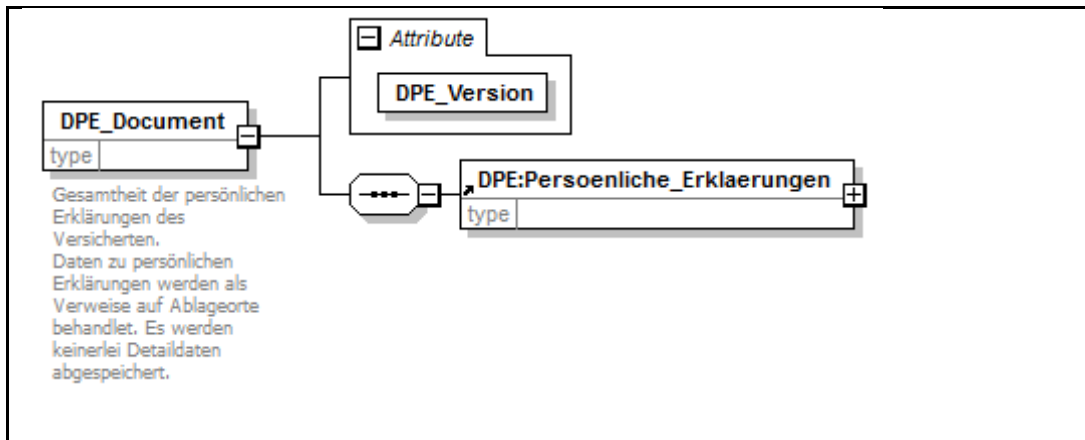 Attribute
DPE_Version
DPE_Document
type
DPE:Persoenliche_Erklaerungen
type
Gesamtheit der persönlichen
Erklärungen des
Versicherten.
Daten zu persönlichen
Erklärungen werden als
Verweise auf Ablageorte
behandlet. Es werden
keinerlei Detaildaten
abgespeichert.